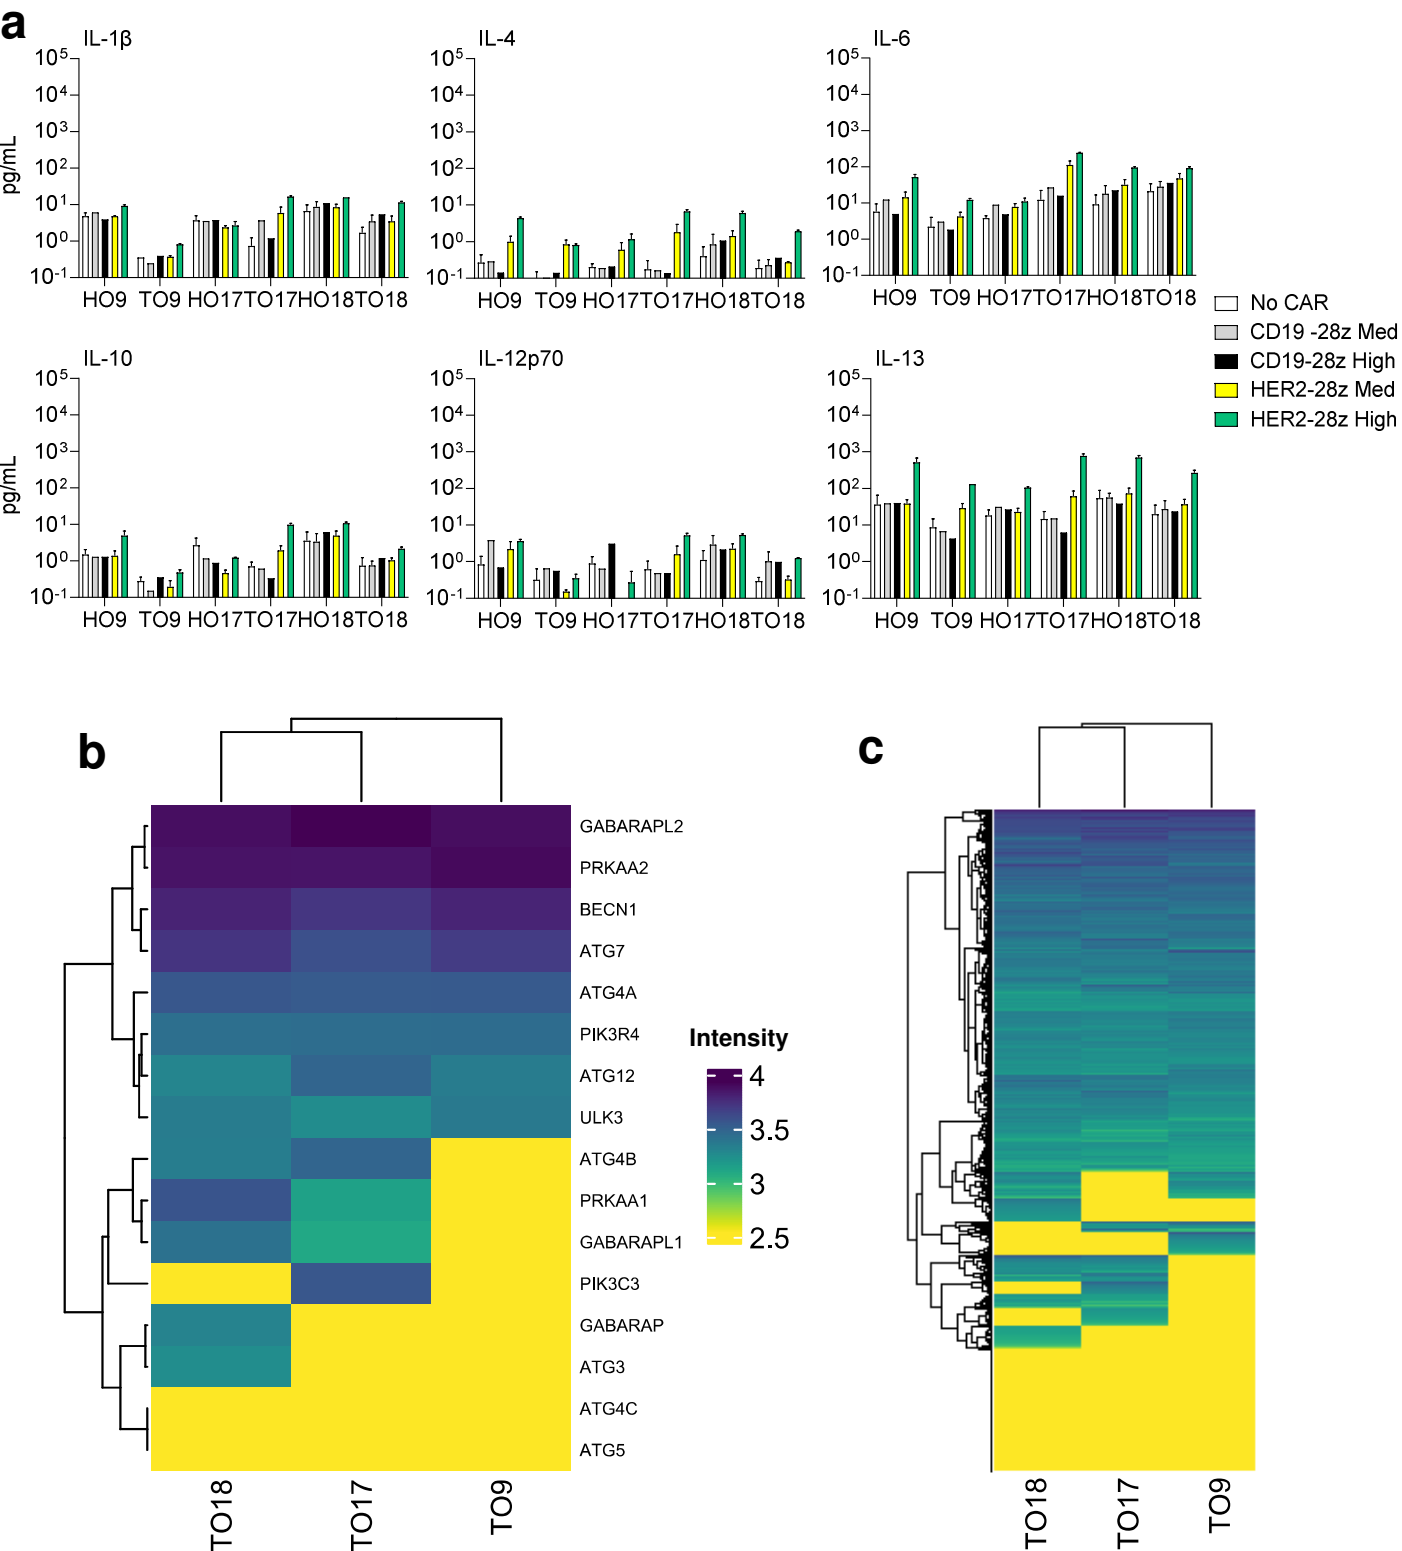 a
IL-1β
IL-4
IL-6
pg/mL
10⁵
10⁴
10³
10²
10¹
10⁰
10⁻¹
10⁵
10⁴
10³
10²
10¹
10⁰
10⁻¹
10⁵
10⁴
10³
10²
10¹
10⁰
10⁻¹
HO9 TO9 HO17 TO17 HO18 TO18
HO9 TO9 HO17 TO17 HO18 TO18
HO9 TO9 HO17 TO17 HO18 TO18
No CAR
CD19 -28z Med
CD19-28z High
HER2-28z Med
HER2-28z High
IL-10
IL-12p70
IL-13
pg/mL
10⁵
10⁴
10³
10²
10¹
10⁰
10⁻¹
10⁵
10⁴
10³
10²
10¹
10⁰
10⁻¹
10⁵
10⁴
10³
10²
10¹
10⁰
10⁻¹
HO9 TO9 HO17 TO17 HO18 TO18
HO9 TO9 HO17 TO17 HO18 TO18
HO9 TO9 HO17 TO17 HO18 TO18
b
GABARAPL2
PRKAA2
BECN1
ATG7
ATG4A
PIK3R4
ATG12
ULK3
ATG4B
PRKAA1
GABARAPL1
PIK3C3
GABARAP
ATG3
ATG4C
ATG5
TO18
TO17
TO9
Intensity
4
3.5
3
2.5
c
TO18
TO17
TO9